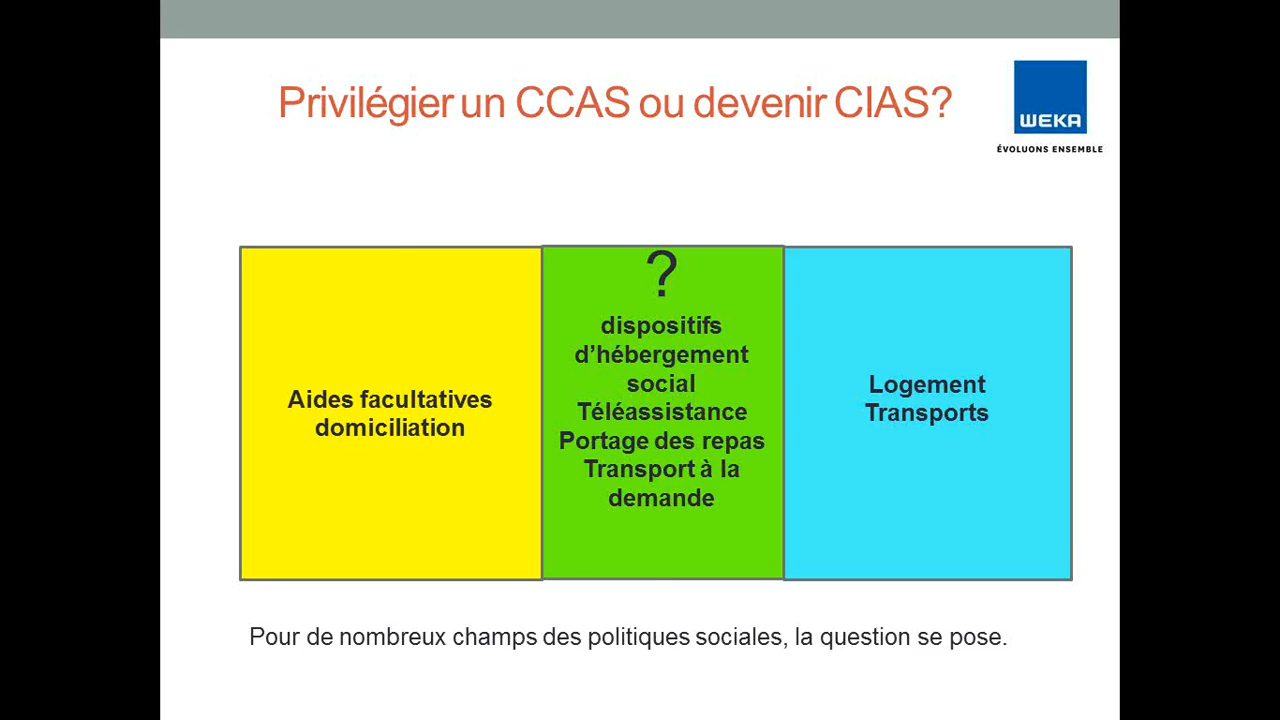 Privilégier un CCAS ou devenir CIAS?
WEKA
ÉVOLUONS ENSEMBLE
Aides facultatives
domiciliation
?
dispositifs
d’hébergement
social
Téléassistance
Portage des repas
Transport à la
demande
Logement
Transports
Pour de nombreux champs des politiques sociales, la question se pose.